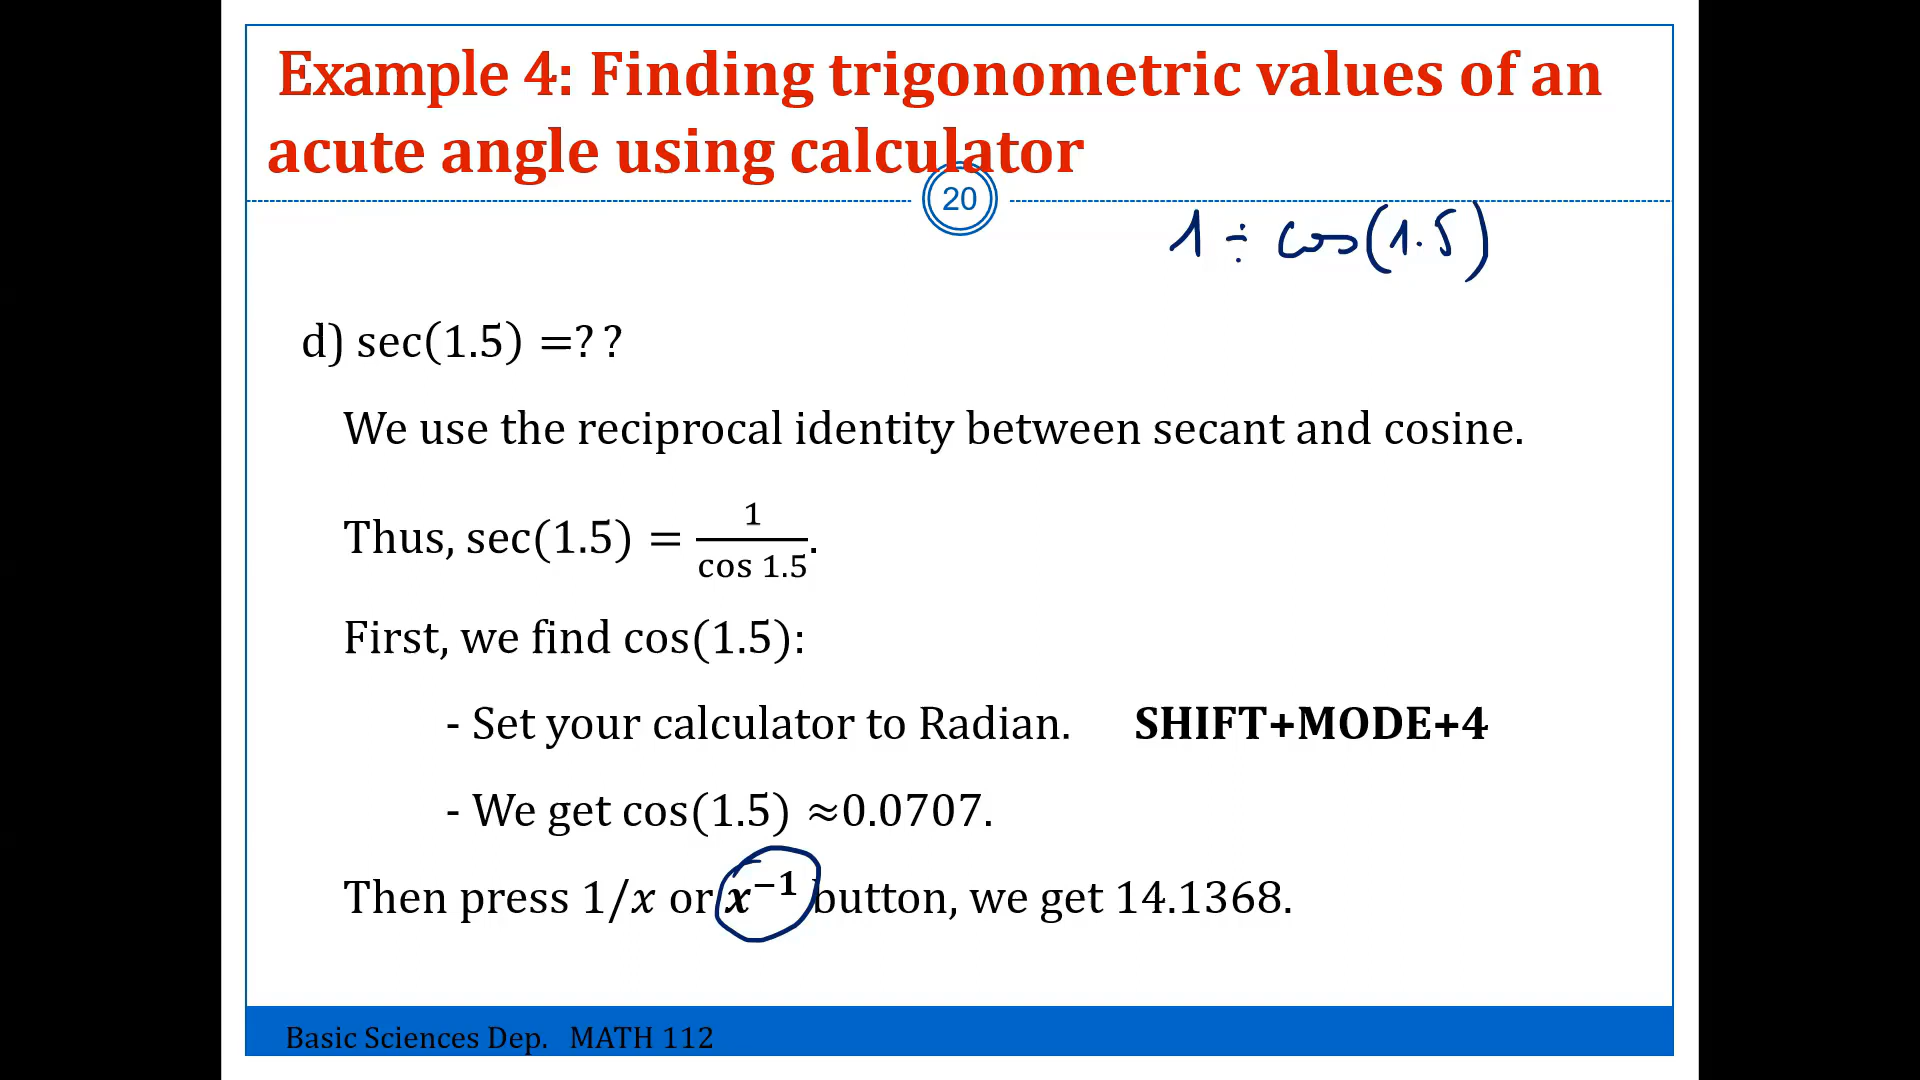 Example 4: Finding trigonometric values of an
acute angle using calculator
20
1 ÷ cos(1.5)
d) sec(1.5) =? ?
We use the reciprocal identity between secant and cosine.
Thus, sec(1.5) = 1/cos 1.5.
First, we find cos(1.5):
- Set your calculator to Radian. SHIFT+MODE+4
- We get cos(1.5) ≈0.0707.
Then press 1/x or x⁻¹ button, we get 14.1368.
Basic Sciences Dep. MATH 112